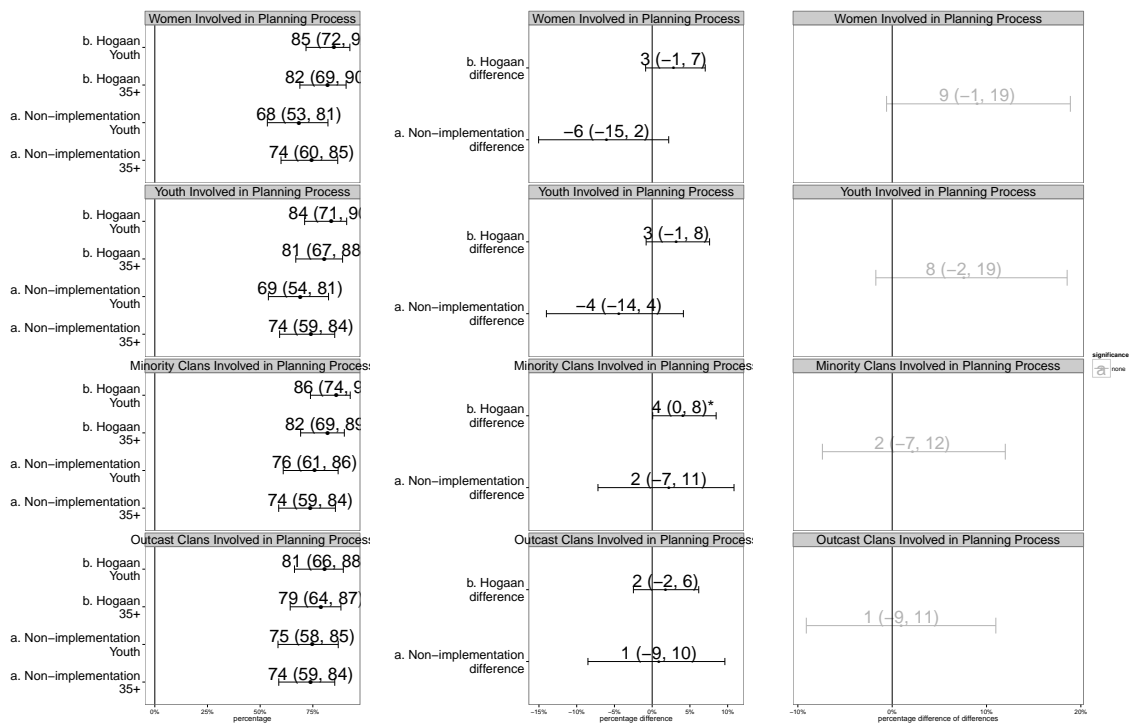 Women Involved in Planning Process
b. Hogaan
Youth
85 (72, 9
b. Hogaan
35+
82 (69, 90
a. Non−implementation
Youth
68 (53, 81)
a. Non−implementation
35+
74 (60, 85)
Youth Involved in Planning Process
b. Hogaan
Youth
84 (71, 90
b. Hogaan
35+
81 (67, 88
a. Non−implementation
Youth
69 (54, 81)
a. Non−implementation
35+
74 (59, 84)
Minority Clans Involved in Planning Process
b. Hogaan
Youth
86 (74, 9
b. Hogaan
35+
82 (69, 89
a. Non−implementation
Youth
76 (61, 86)
a. Non−implementation
35+
74 (59, 84)
Outcast Clans Involved in Planning Process
b. Hogaan
Youth
81 (66, 88
b. Hogaan
35+
79 (64, 87)
a. Non−implementation
Youth
75 (58, 85)
a. Non−implementation
35+
74 (59, 84)
0% 25% 75%
percentage
Women Involved in Planning Process
b. Hogaan
difference
3 (−1, 7)
a. Non−implementation
difference
−6 (−15, 2)
Youth Involved in Planning Process
b. Hogaan
difference
3 (−1, 8)
a. Non−implementation
difference
−4 (−14, 4)
Minority Clans Involved in Planning Process
b. Hogaan
difference
4 (0, 8)*
a. Non−implementation
difference
2 (−7, 11)
Outcast Clans Involved in Planning Process
b. Hogaan
difference
2 (−2, 6)
a. Non−implementation
difference
1 (−9, 10)
−15% −10% −5% 0% 5% 10%
percentage difference
Women Involved in Planning Process
9 (−1, 19)
Youth Involved in Planning Process
8 (−2, 19)
Minority Clans Involved in Planning Process
2 (−7, 12)
Outcast Clans Involved in Planning Process
1 (−9, 11)
−10% 0% 20%
percentage difference of differences
significance
a none